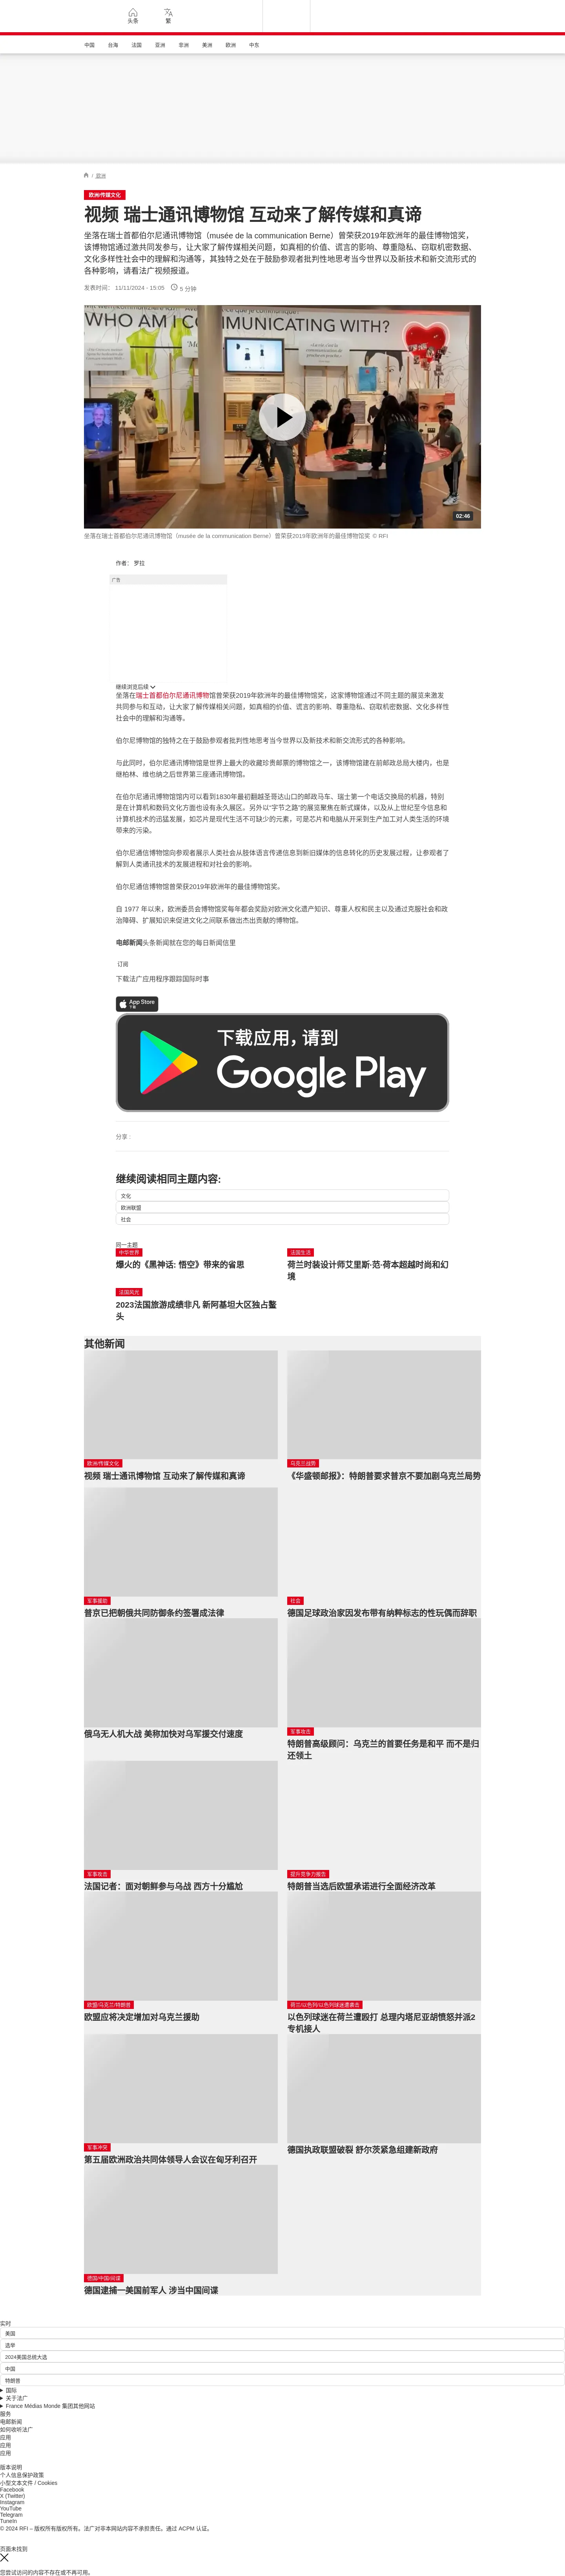 头条
繁
中国
台海
法国
亚洲
非洲
美洲
欧洲
中东
/ 欧洲
欧洲/传媒文化
视频 瑞士通讯博物馆 互动来了解传媒和真谛
坐落在瑞士首都伯尔尼通讯博物馆（musée de la communication Berne）曾荣获2019年欧洲年的最佳博物馆奖，
该博物馆通过激共同发参与，让大家了解传媒相关问题，如真相的价值、谎言的影响、尊重隐私、窃取机密数据、
文化多样性社会中的理解和沟通等，其独特之处在于鼓励参观者批判性地思考当今世界以及新技术和新交流形式的
各种影响，请看法广视频报道。
发表时间： 11/11/2024 - 15:05
5 分钟
WHO AM I COMMUNICATING WITH?
02:46
坐落在瑞士首都伯尔尼通讯博物馆（musée de la communication Berne）曾荣获2019年欧洲年的最佳博物馆奖 © RFI
作者： 罗拉
广告
继续浏览后续
坐落在瑞士首都伯尔尼通讯博物馆曾荣获2019年欧洲年的最佳博物馆奖，这家博物馆通过不同主题的展览来激发
共同参与和互动，让大家了解传媒相关问题，如真相的价值、谎言的影响、尊重隐私、窃取机密数据、文化多样性
社会中的理解和沟通等。
伯尔尼博物馆的独特之在于鼓励参观者批判性地思考当今世界以及新技术和新交流形式的各种影响。
与此同时，伯尔尼通讯博物馆是世界上最大的收藏珍贵邮票的博物馆之一，该博物馆建在前邮政总局大楼内，也是
继柏林、维也纳之后世界第三座通讯博物馆。
在伯尔尼通讯博物馆馆内可以看到1830年最初翻越圣哥达山口的邮政马车、瑞士第一个电话交换局的机器，特别
是在计算机和数码文化方面也设有永久展区。另外以“字节之路”的展览聚焦在新式媒体，以及从上世纪至今信息和
计算机技术的迅猛发展，如芯片是现代生活不可缺少的元素，可是芯片和电脑从开采到生产加工对人类生活的环境
带来的污染。
伯尔尼通信博物馆向参观者展示人类社会从肢体语言传递信息到新旧媒体的信息转化的历史发展过程，让参观者了
解到人类通讯技术的发展进程和对社会的影响。
伯尔尼通信博物馆曾荣获2019年欧洲年的最佳博物馆奖。
自 1977 年以来，欧洲委员会博物馆奖每年都会奖励对欧洲文化遗产知识、尊重人权和民主以及通过克服社会和政
治障碍、扩展知识来促进文化之间联系做出杰出贡献的博物馆。
电邮新闻头条新闻就在您的每日新闻信里
订阅
下载法广应用程序跟踪国际时事
App Store
下载
下载应用，请到
Google Play
分享 :
继续阅读相同主题内容:
文化
欧洲联盟
社会
同一主题
中华世界
爆火的《黑神话: 悟空》带来的省思
法国生活
荷兰时装设计师艾里斯·范·荷本超越时尚和幻
境
法国风光
2023法国旅游成绩非凡 新阿基坦大区独占鳌
头
其他新闻
欧洲/传媒文化
视频 瑞士通讯博物馆 互动来了解传媒和真谛
乌克兰战势
《华盛顿邮报》：特朗普要求普京不要加剧乌克兰局势
军事援助
普京已把朝俄共同防御条约签署成法律
社会
德国足球政治家因发布带有纳粹标志的性玩偶而辞职
俄乌无人机大战 美称加快对乌军援交付速度
军事攻击
特朗普高级顾问：乌克兰的首要任务是和平 而不是归
还领土
军事攻击
法国记者：面对朝鲜参与乌战 西方十分尴尬
提升竞争力报告
特朗普当选后欧盟承诺进行全面经济改革
欧盟/乌克兰/特朗普
欧盟应将决定增加对乌克兰援助
荷兰/以色列/以色列球迷遭袭击
以色列球迷在荷兰遭殴打 总理内塔尼亚胡愤怒并派2
专机接人
军事冲突
第五届欧洲政治共同体领导人会议在匈牙利召开
德国执政联盟破裂 舒尔茨紧急组建新政府
德国/中国/间谍
德国逮捕一美国前军人 涉当中国间谍
实时
美国
选举
2024美国总统大选
中国
特朗普
国际
关于法广
France Médias Monde 集团其他网站
服务
电邮新闻
如何收听法广
应用
应用
应用
版本说明
个人信息保护政策
小型文本文件 / Cookies
Facebook
X (Twitter)
Instagram
YouTube
Telegram
TuneIn
© 2024 RFI – 版权所有版权所有。法广对非本网站内容不承担责任。通过 ACPM 认证。
页面未找到
您尝试访问的内容不存在或不再可用。